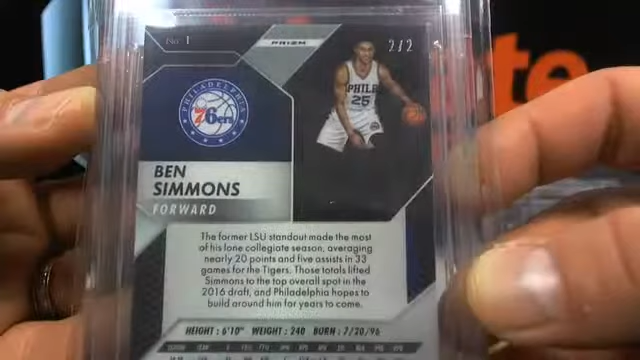 No. 1
PRIZM
2/2
PHILADELPHIA
76ers
PHILA
25
BEN
SIMMONS
FORWARD
The former LSU standout made the most
of his lone collegiate season, averaging
nearly 20 points and five assists in 33
games for the Tigers. Those totals lifted
Simmons to the top overall spot in the
2016 draft, and Philadelphia hopes to
build around him for years to come.
HEIGHT: 6'10" WEIGHT: 240 BORN: 7/20/96
te